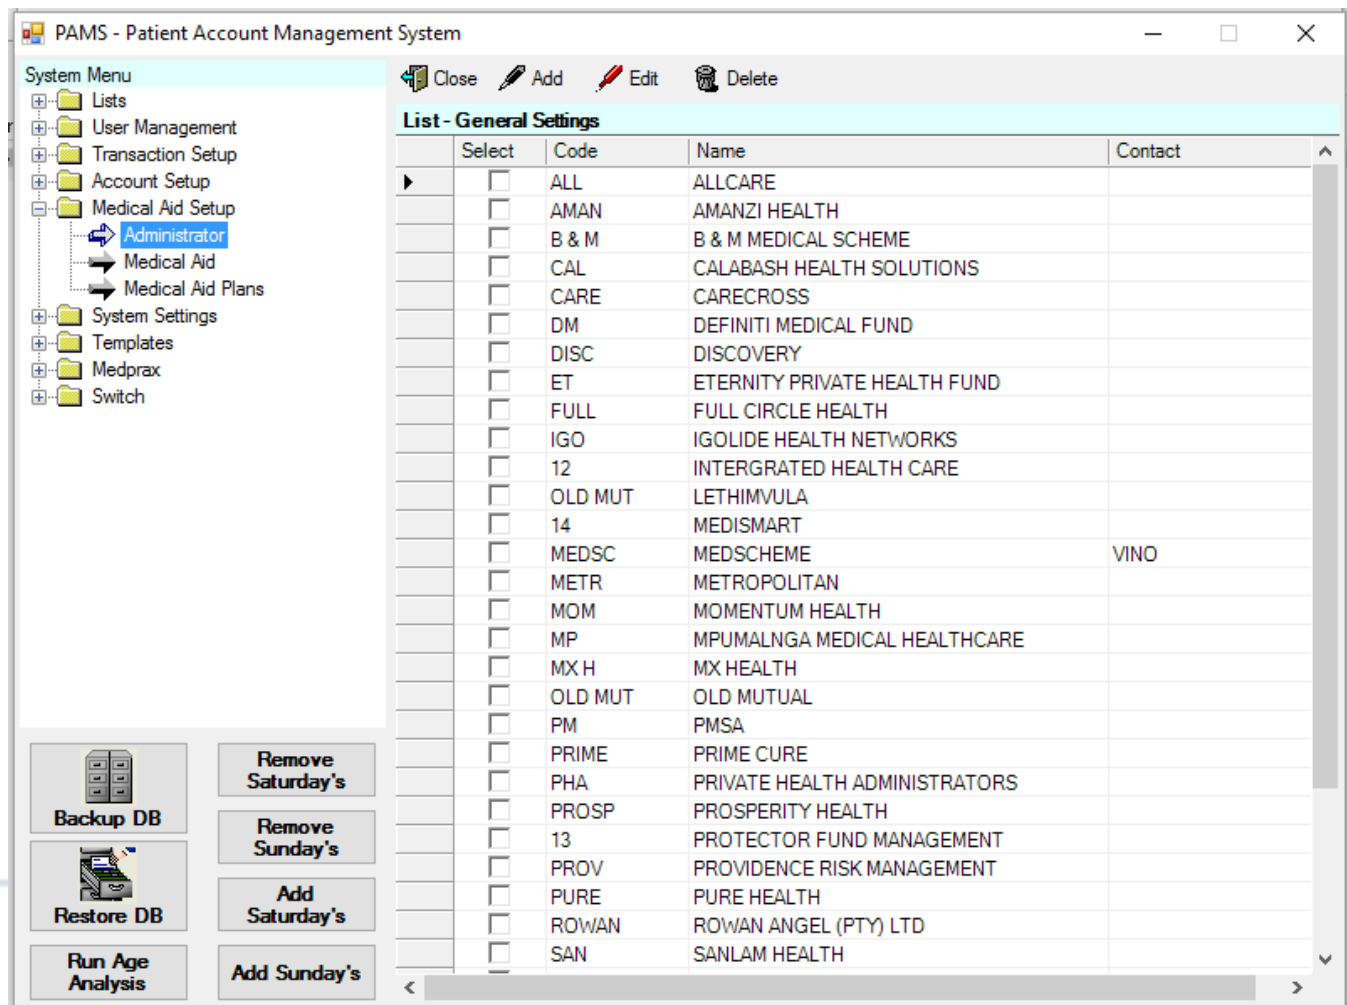 PAMS - Patient Account Management System
System Menu
Lists
User Management
Transaction Setup
Account Setup
Medical Aid Setup
Administrator
Medical Aid
Medical Aid Plans
System Settings
Templates
Medprax
Switch
Backup DB
Remove Saturday's
Remove Sunday's
Restore DB
Add Saturday's
Run Age Analysis
Add Sunday's
Close Add Edit Delete
List - General Settings
Select Code Name Contact
ALL ALLCARE
AMAN AMANZI HEALTH
B & M B & M MEDICAL SCHEME
CAL CALABASH HEALTH SOLUTIONS
CARE CARECROSS
DM DEFINITI MEDICAL FUND
DISC DISCOVERY
ET ETERNITY PRIVATE HEALTH FUND
FULL FULL CIRCLE HEALTH
IGO IGOLIDE HEALTH NETWORKS
12 INTERGRATED HEALTH CARE
OLD MUT LETHIMVULA
14 MEDISMART
MEDSC MEDSCHEME VINO
METR METROPOLITAN
MOM MOMENTUM HEALTH
MP MPUMALNGA MEDICAL HEALTHCARE
MX H MX HEALTH
OLD MUT OLD MUTUAL
PM PMSA
PRIME PRIME CURE
PHA PRIVATE HEALTH ADMINISTRATORS
PROSP PROSPERITY HEALTH
13 PROTECTOR FUND MANAGEMENT
PROV PROVIDENCE RISK MANAGEMENT
PURE PURE HEALTH
ROWAN ROWAN ANGEL (PTY) LTD
SAN SANLAM HEALTH